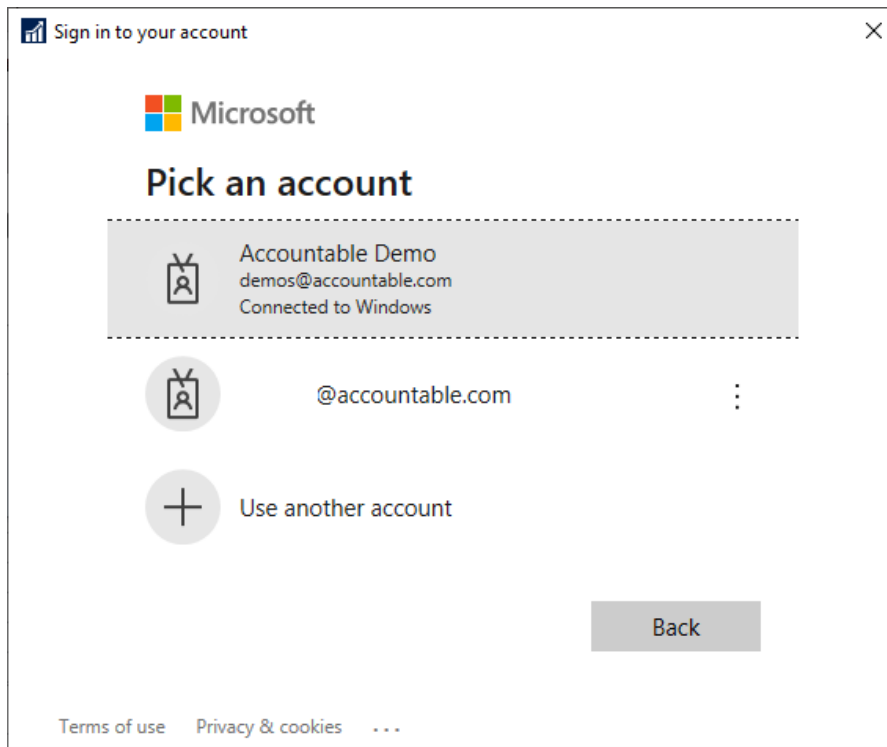 Sign in to your account
Microsoft
Pick an account
Accountable Demo
demos@accountable.com
Connected to Windows
@accountable.com
Use another account
Back
Terms of use Privacy & cookies ...